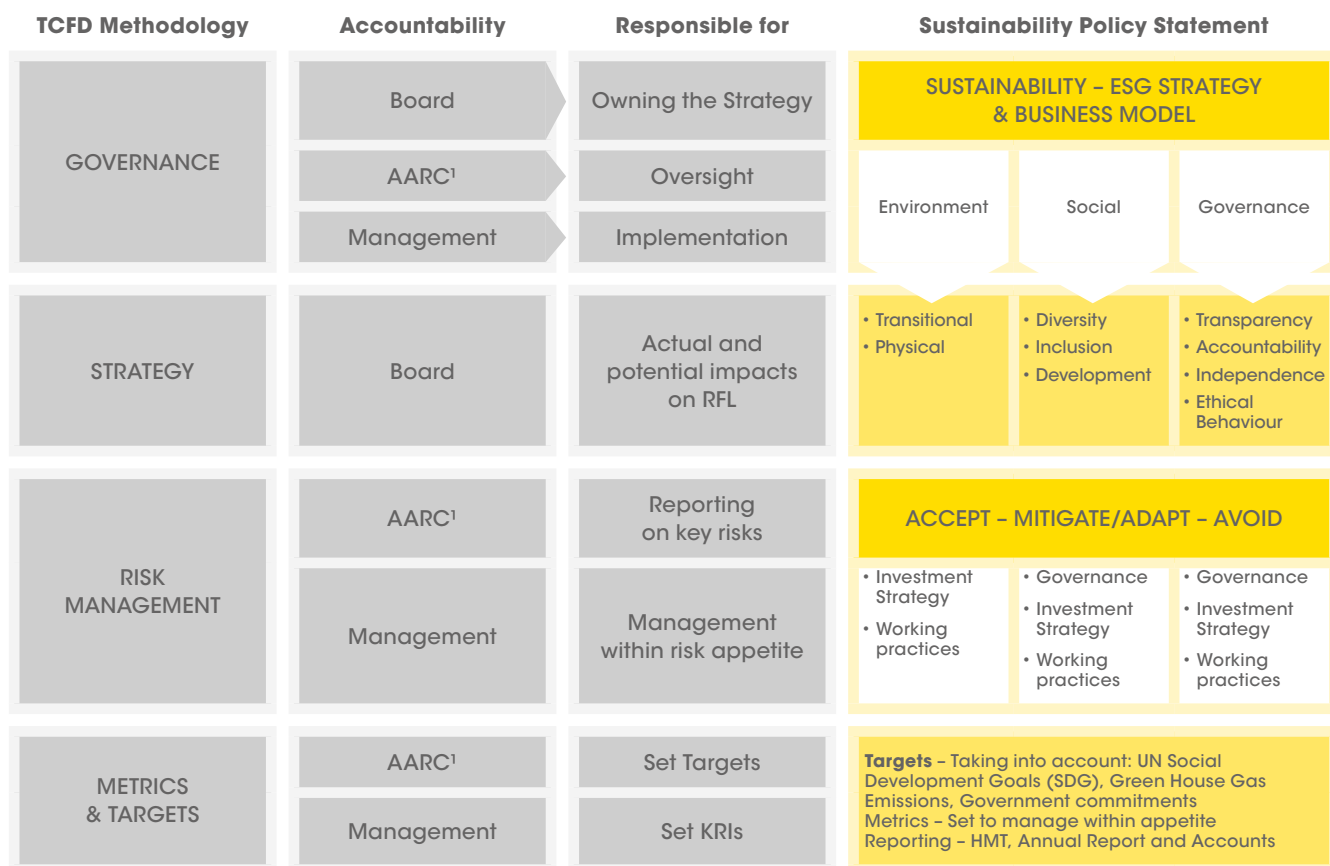 TCFD Methodology
Accountability
Responsible for
Sustainability Policy Statement
GOVERNANCE
Board
Owning the Strategy
AARC¹
Oversight
Management
Implementation
SUSTAINABILITY – ESG STRATEGY
& BUSINESS MODEL
Environment
Social
Governance
STRATEGY
Board
Actual and
potential impacts
on RFL
• Transitional
• Physical
• Diversity
• Inclusion
• Development
• Transparency
• Accountability
• Independence
• Ethical
Behaviour
RISK
MANAGEMENT
AARC¹
Reporting
on key risks
Management
Management
within risk appetite
ACCEPT – MITIGATE/ADAPT – AVOID
• Investment
Strategy
• Working
practices
• Governance
• Investment
Strategy
• Working
practices
• Governance
• Investment
Strategy
• Working
practices
METRICS
& TARGETS
AARC¹
Set Targets
Management
Set KRIs
Targets – Taking into account: UN Social
Development Goals (SDG), Green House Gas
Emissions, Government commitments
Metrics – Set to manage within appetite
Reporting – HMT, Annual Report and Accounts